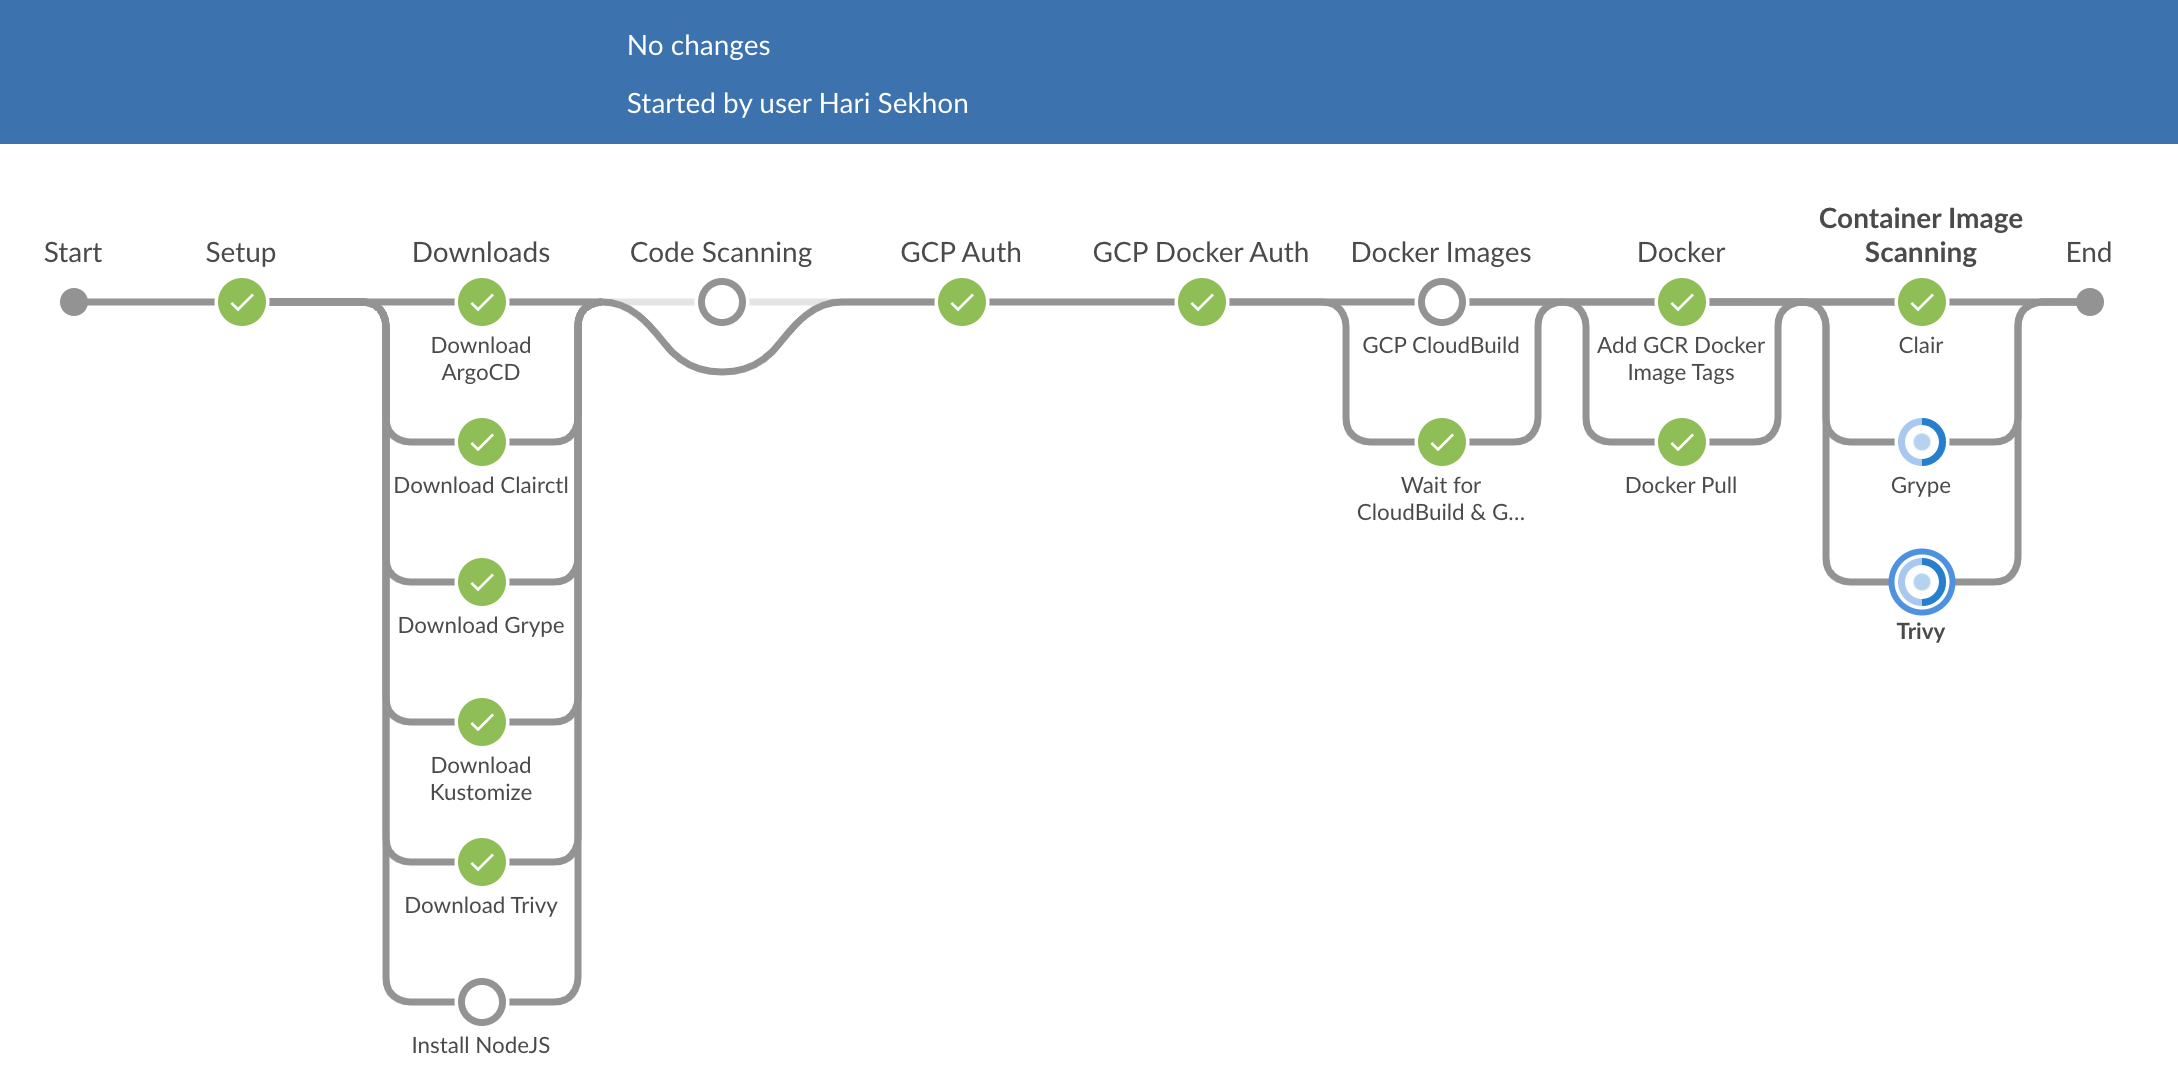 No changes
Started by user Hari Sekhon
Start
Setup
Downloads
Code Scanning
GCP Auth
GCP Docker Auth
Docker Images
Docker
Container Image
Scanning
End
Download
ArgoCD
Download Clairctl
Download Grype
Download
Kustomize
Download Trivy
Install NodeJS
GCP CloudBuild
Wait for
CloudBuild & G...
Add GCR Docker
Image Tags
Docker Pull
Clair
Grype
Trivy